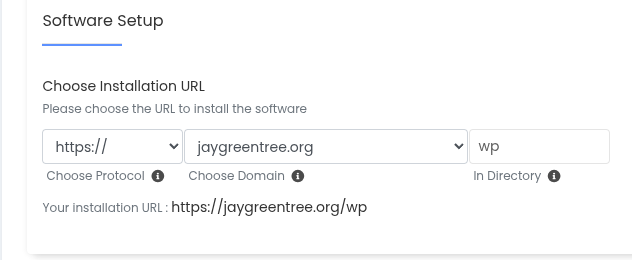 Software Setup
Choose Installation URL
Please choose the URL to install the software
https:// jaygreentree.org wp
Choose Protocol Choose Domain In Directory
Your installation URL : https://jaygreentree.org/wp